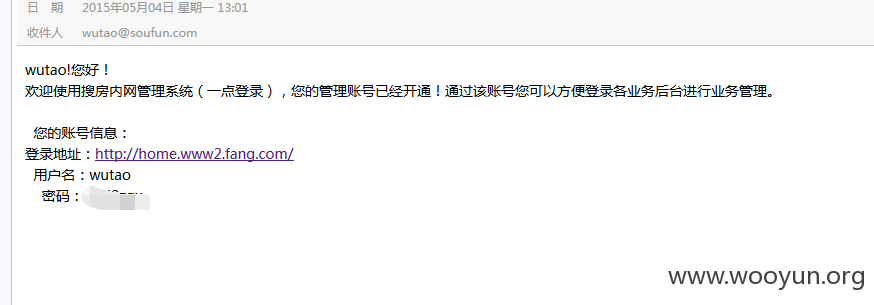 日 期 2015年05月04日 星期一 13:01
收件人 wutao@soufun.com
wutao!您好！
欢迎使用搜房内网管理系统（一点登录），您的管理账号已经开通！通过该账号您可以方便登录各业务后台进行业务管理。
您的账号信息：
登录地址：http://home.www2.fang.com/
用户名：wutao
密码：
www.wooyun.org